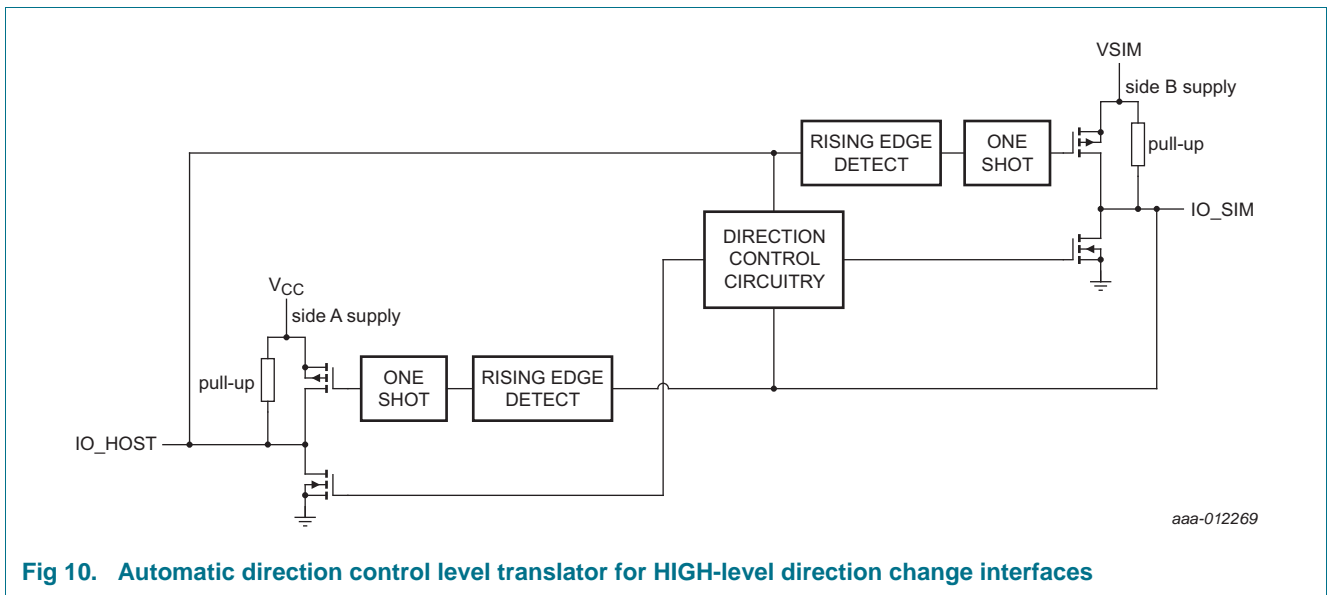 VSIM
side B supply
RISING EDGE
DETECT
ONE
SHOT
pull-up
IO_SIM
DIRECTION
CONTROL
CIRCUITRY
VCC
side A supply
pull-up
ONE
SHOT
RISING EDGE
DETECT
IO_HOST
aaa-012269
Fig 10. Automatic direction control level translator for HIGH-level direction change interfaces